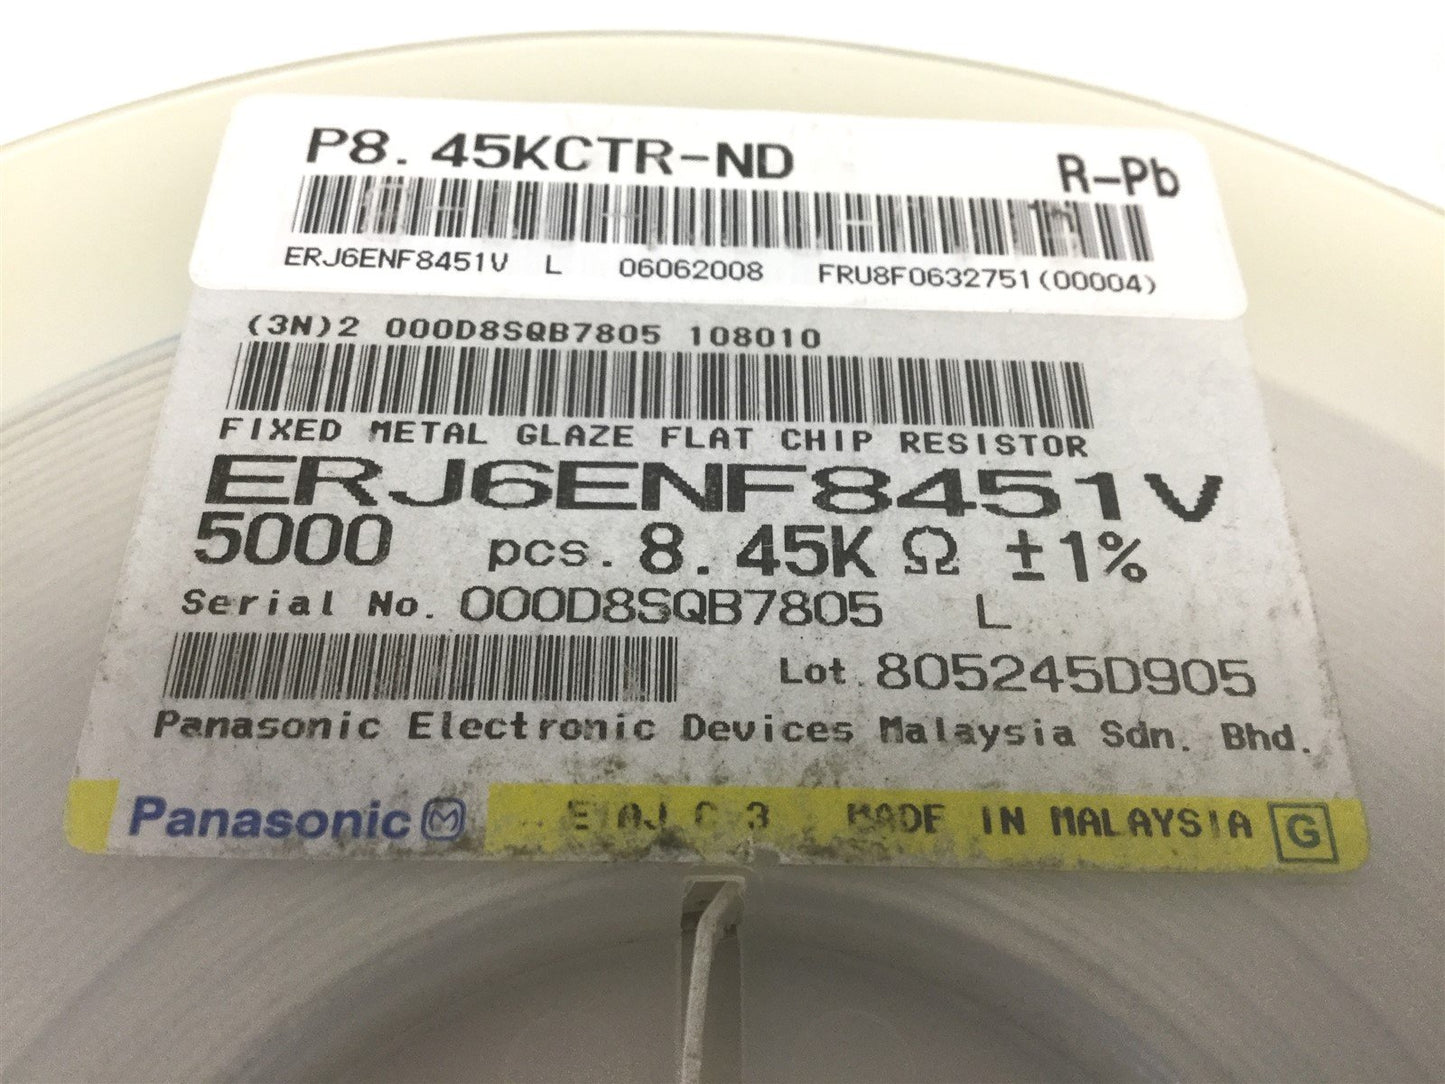 P8.45KCTR-ND R-Pb
ERJ6ENF8451V L 06062008 FRU8F0632751(00004)
(3N)2 000D8SQB7805 108010
FIXED METAL GLAZE FLAT CHIP RESISTOR
ERJ6ENF8451V
5000 pcs. 8.45K Ω ±1%
Serial No. 000D8SQB7805 L
Lot 805245D905
Panasonic Electronic Devices Malaysia Sdn. Bhd.
Panasonic M MADE IN MALAYSIA G